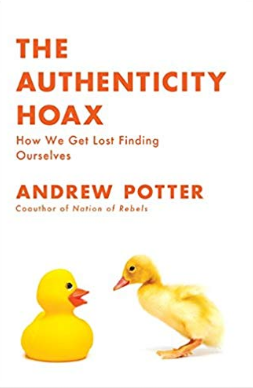 THE
AUTHENTICITY
HOAX
How We Get Lost Finding
Ourselves
ANDREW POTTER
Coauthor of Nation of Rebels